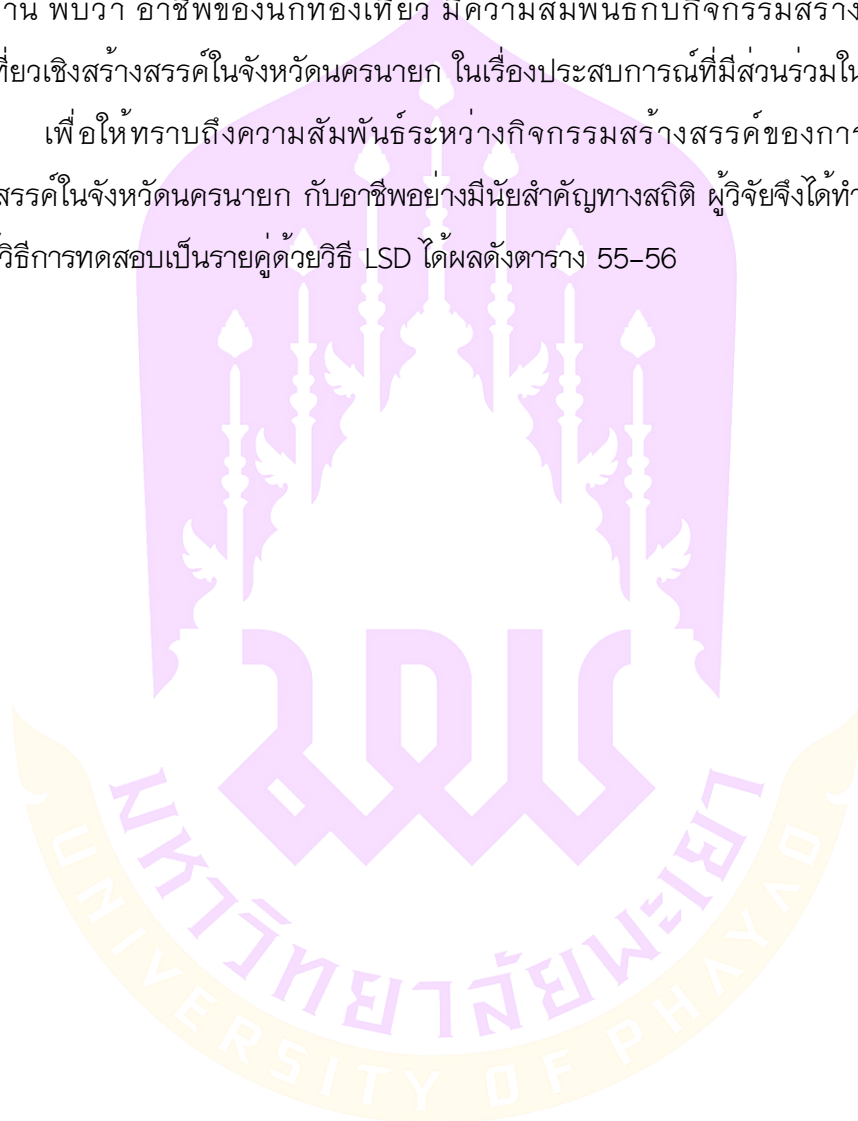 าน พบว่า อาชีพของนักท่องเที่ยว มีความสัมพันธ์กับกิจกรรมสร้าง
ที่ยวเชิงสร้างสรรค์ในจังหวัดนครนายก ในเรื่องประสบการณ์ที่มีส่วนร่วมใน
เพื่อให้ทราบถึงความสัมพันธ์ระหว่างกิจกรรมสร้างสรรค์ของการ
สรรค์ในจังหวัดนครนายก กับอาชีพอย่างมีนัยสำคัญทางสถิติ ผู้วิจัยจึงได้ทำ
วิธีการทดสอบเป็นรายคู่ด้วยวิธี LSD ได้ผลดังตาราง 55–56
มหาวิทยาลัยพะเยา
UNIVERSITY OF PHAYAO